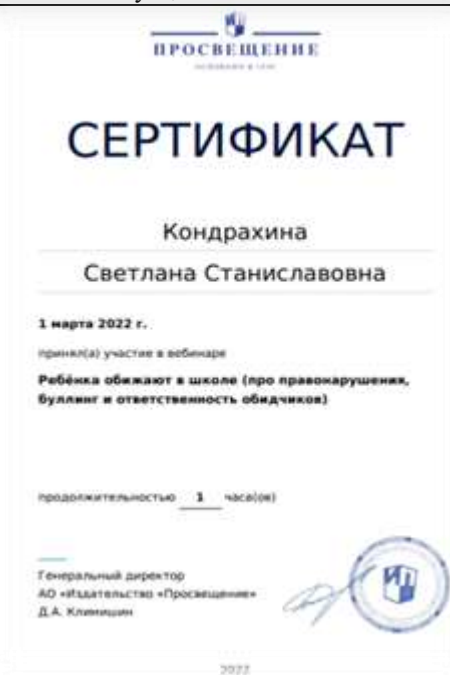 ПРОСВЕЩЕНИЕ
СЕРТИФИКАТ
Кондрахина
Светлана Станиславовна
1 марта 2022 г.
принял(а) участие в вебинаре
Ребёнка обижают в школе (про правонарушения,
буллинг и ответственность обидчиков)
продолжительностью 1 часа(ов)
Генеральный директор
АО «Издательство «Просвещение»
Д.А. Климишин
2022